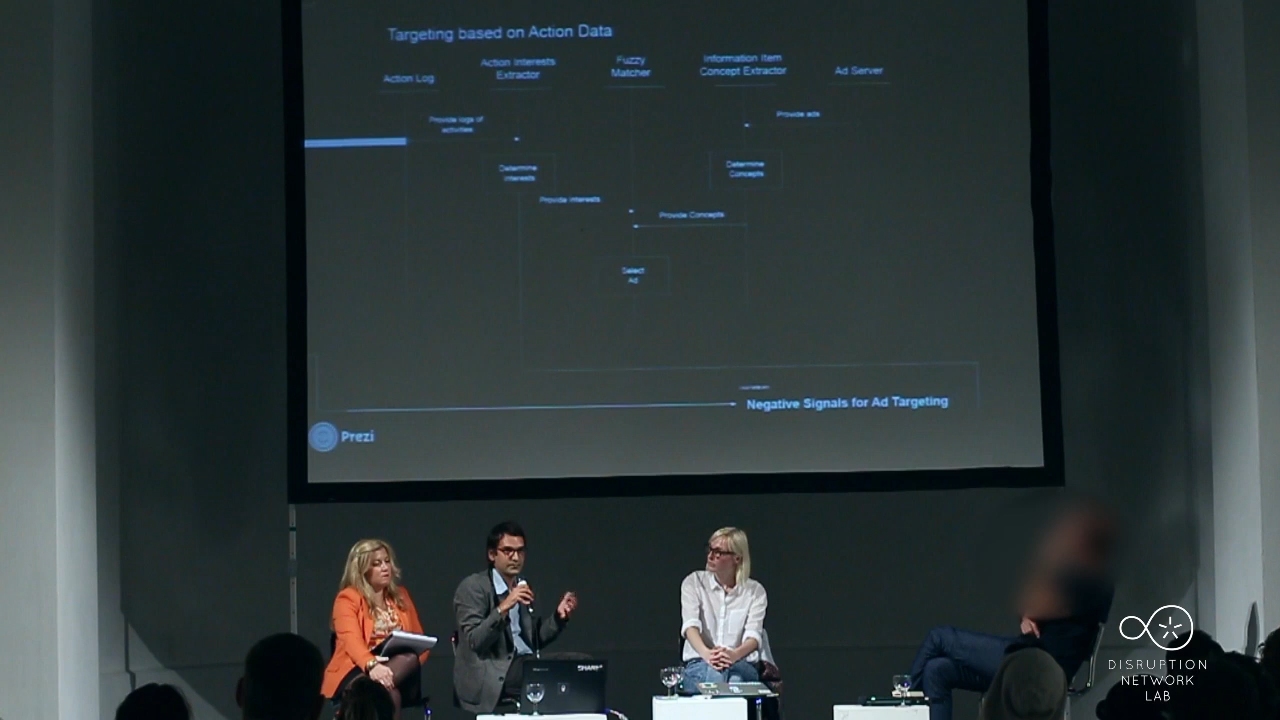 Targeting based on Action Data
Action Log
Action Interests
Extractor
Fuzzy
Matcher
Information Item
Concept Extractor
Ad Server
Provide logs of
activities
Provide ads
Determine
Interests
Determine
Concepts
Provide Interests
Provide Concepts
Select
Ad
Negative Signals for Ad Targeting
Prezi
SHARK
DISRUPTION
NETWORK
LAB